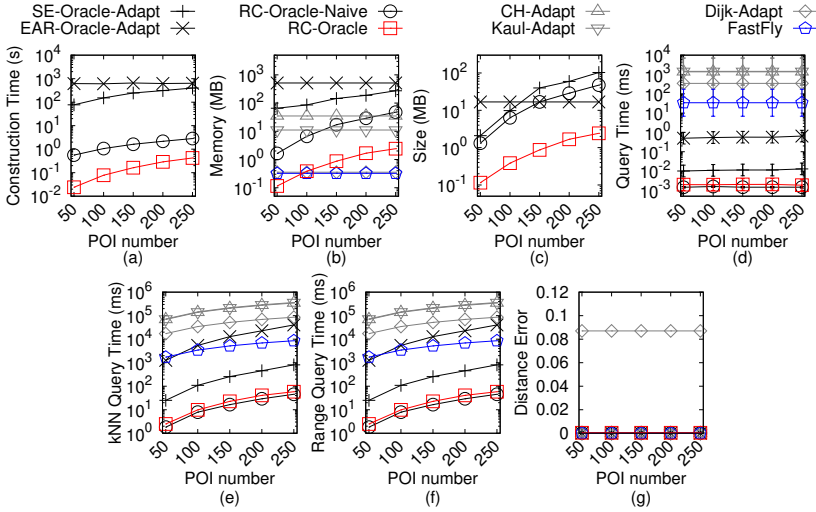 SE-Oracle-Adapt RC-Oracle-Naive CH-Adapt Dijk-Adapt
EAR-Oracle-Adapt RC-Oracle Kaul-Adapt FastFly
Construction Time (s)
10^4
10^3
10^2
10^1
10^0
10^-1
10^-2
50 100 150 200 250
POI number
(a)
Memory (MB)
10^3
10^2
10^1
10^0
10^-1
50 100 150 200 250
POI number
(b)
Size (MB)
10^2
10^1
10^0
10^-1
50 100 150 200 250
POI number
(c)
Query Time (ms)
10^4
10^3
10^2
10^1
10^0
10^-1
10^-2
10^-3
50 100 150 200 250
POI number
(d)
kNN Query Time (ms)
10^6
10^5
10^4
10^3
10^2
10^1
10^0
50 100 150 200 250
POI number
(e)
Range Query Time (ms)
10^6
10^5
10^4
10^3
10^2
10^1
10^0
50 100 150 200 250
POI number
(f)
Distance Error
0.12
0.1
0.08
0.06
0.04
0.02
0
50 100 150 200 250
POI number
(g)